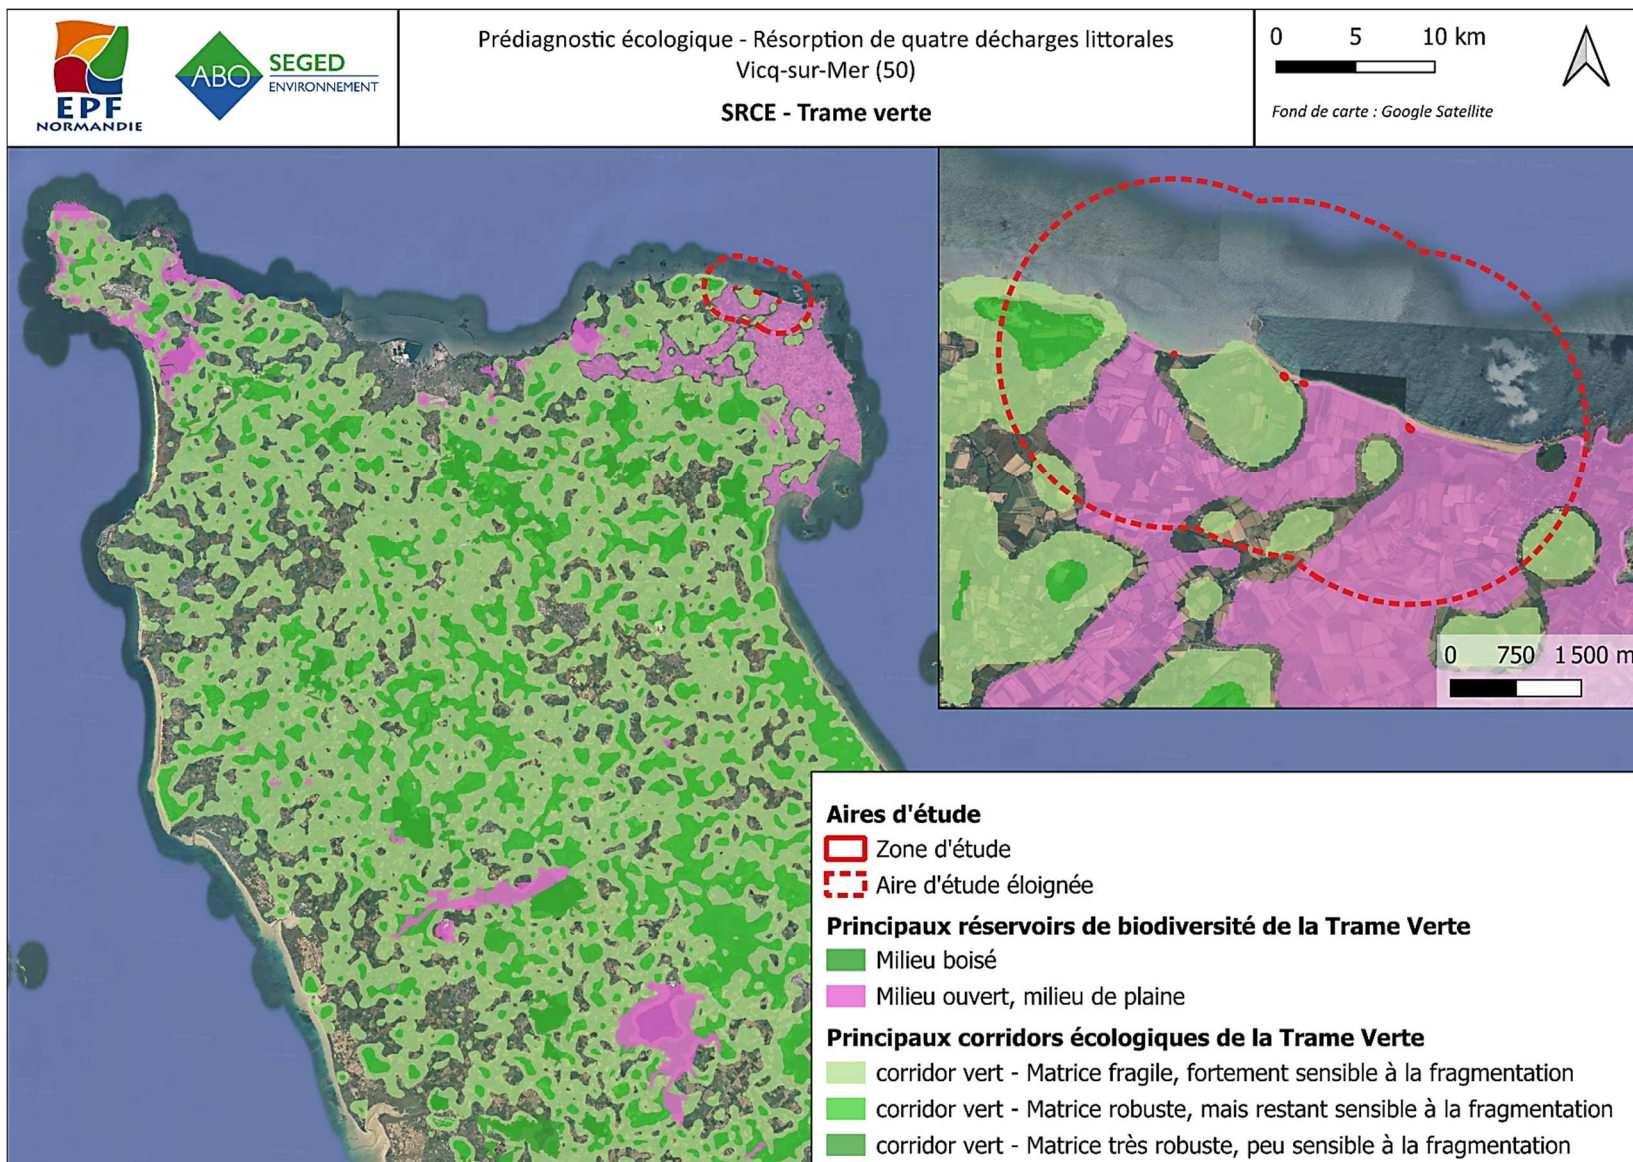 EPF
NORMANDIE
ABO
SEGED
ENVIRONNEMENT
Prédiagnostic écologique - Résorption de quatre décharges littorales
Vicq-sur-Mer (50)
SRCE - Trame verte
0 5 10 km
Fond de carte : Google Satellite
0 750 1 500 m
Aires d'étude
Zone d'étude
Aire d'étude éloignée
Principaux réservoirs de biodiversité de la Trame Verte
Milieu boisé
Milieu ouvert, milieu de plaine
Principaux corridors écologiques de la Trame Verte
corridor vert - Matrice fragile, fortement sensible à la fragmentation
corridor vert - Matrice robuste, mais restant sensible à la fragmentation
corridor vert - Matrice très robuste, peu sensible à la fragmentation